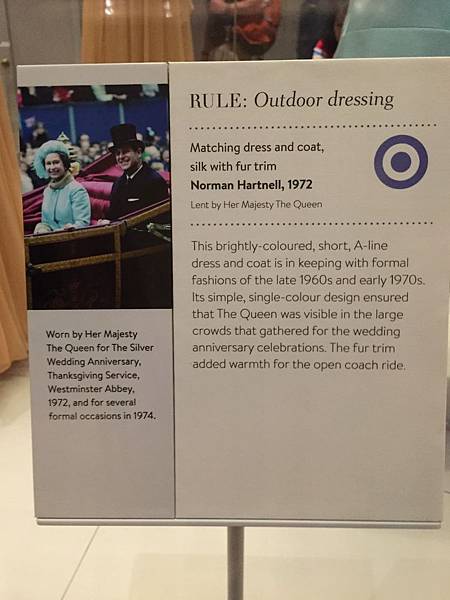 RULE: Outdoor dressing
Matching dress and coat,
silk with fur trim
Norman Hartnell, 1972
Lent by Her Majesty The Queen
This brightly-coloured, short, A-line
dress and coat is in keeping with formal
fashions of the late 1960s and early 1970s.
Its simple, single-colour design ensured
that The Queen was visible in the large
crowds that gathered for the wedding
anniversary celebrations. The fur trim
added warmth for the open coach ride.
Worn by Her Majesty
The Queen for The Silver
Wedding Anniversary,
Thanksgiving Service,
Westminster Abbey,
1972, and for several
formal occasions in 1974.